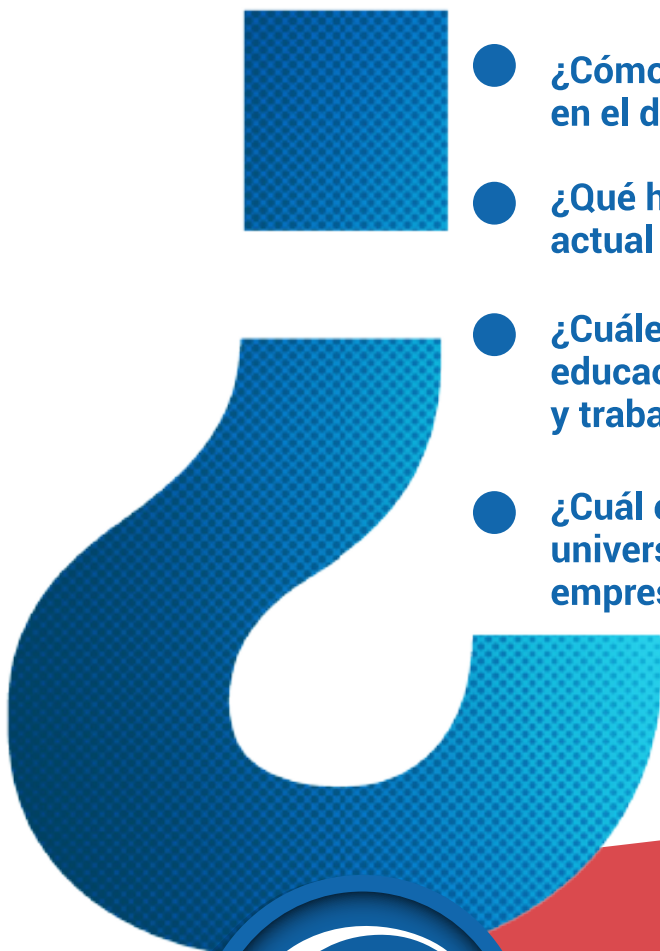 ¿Cómo
en el d
¿Qué h
actual
¿Cuále
educac
y traba
¿Cuál e
univers
empres